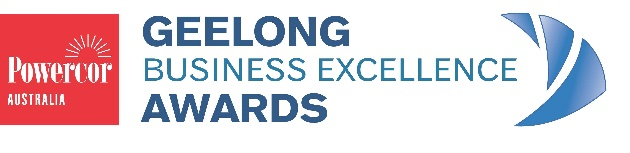 Powercor
AUSTRALIA
GEELONG
BUSINESS EXCELLENCE
AWARDS